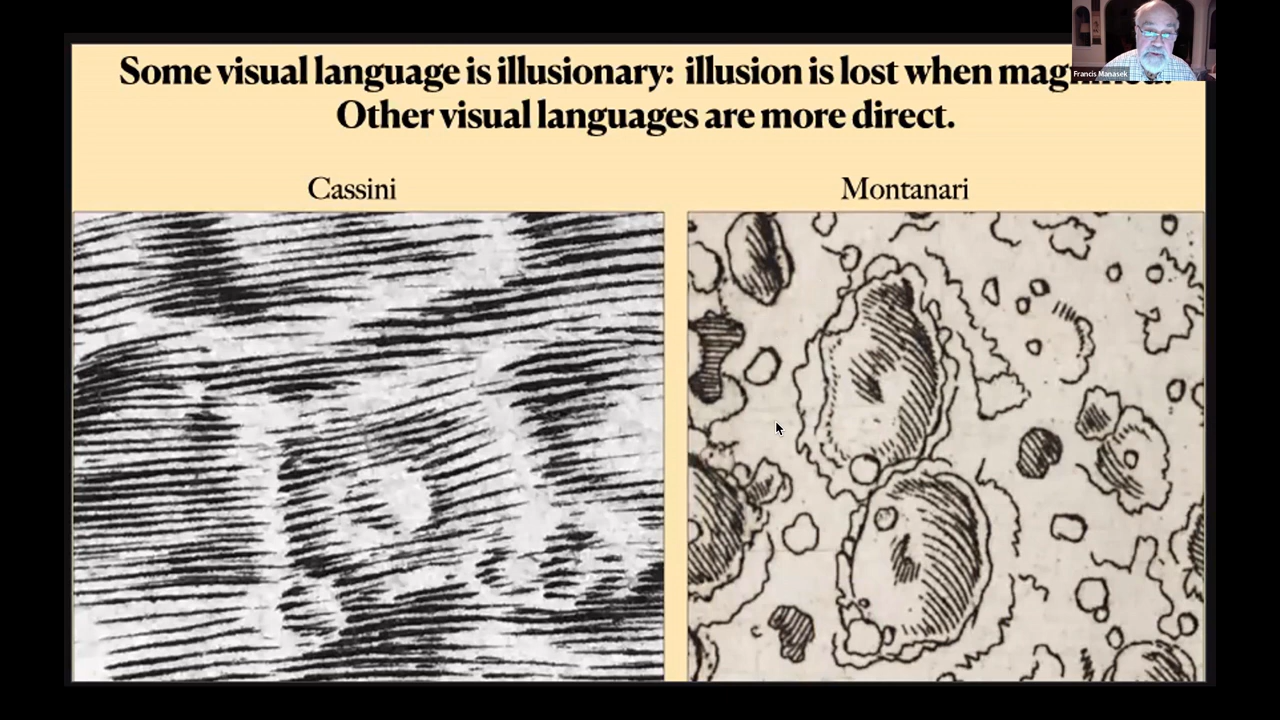 Some visual language is illusionary: illusion is lost when
Other visual languages are more direct.
Cassini
Montanari
Francis Manasek